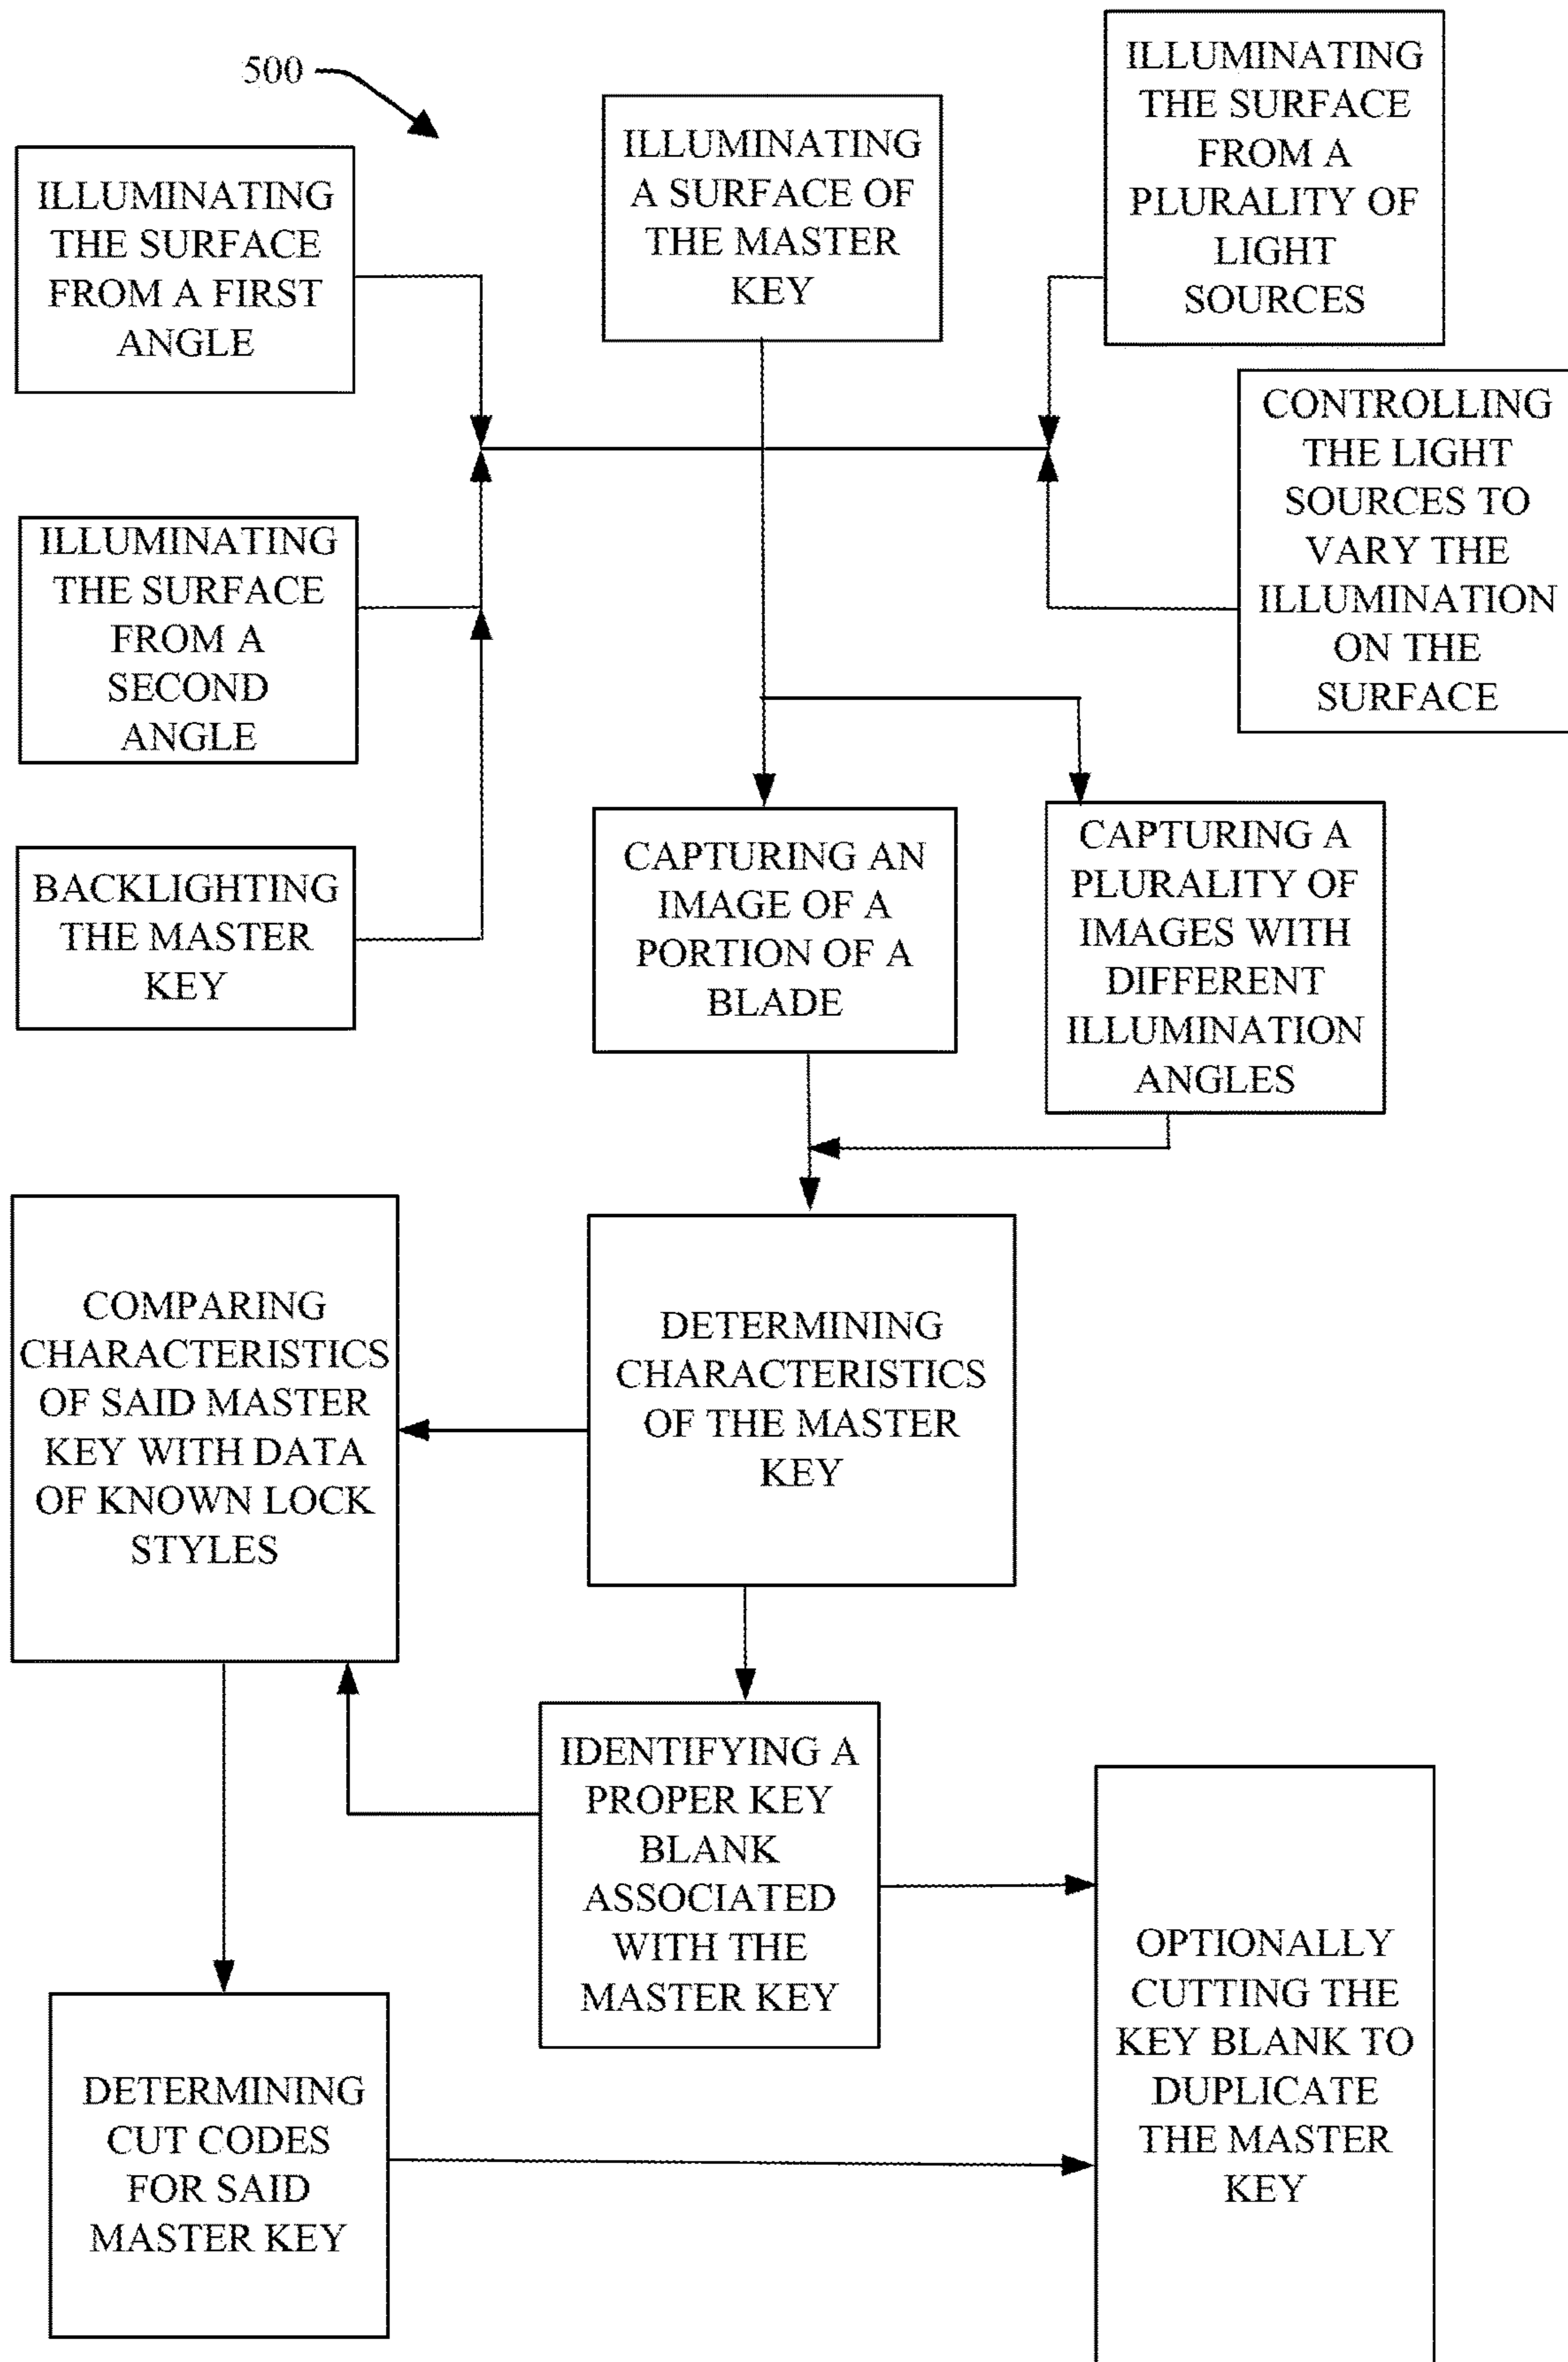 500
ILLUMINATING
THE SURFACE
FROM A FIRST
ANGLE
ILLUMINATING
A SURFACE OF
THE MASTER
KEY
ILLUMINATING
THE SURFACE
FROM A
PLURALITY OF
LIGHT
SOURCES
CONTROLLING
THE LIGHT
SOURCES TO
VARY THE
ILLUMINATION
ON THE
SURFACE
ILLUMINATING
THE SURFACE
FROM A
SECOND
ANGLE
BACKLIGHTING
THE MASTER
KEY
CAPTURING AN
IMAGE OF A
PORTION OF A
BLADE
CAPTURING A
PLURALITY OF
IMAGES WITH
DIFFERENT
ILLUMINATION
ANGLES
COMPARING
CHARACTERISTICS
OF SAID MASTER
KEY WITH DATA
OF KNOWN LOCK
STYLES
DETERMINING
CHARACTERISTICS
OF THE MASTER
KEY
IDENTIFYING A
PROPER KEY
BLANK
ASSOCIATED
WITH THE
MASTER KEY
DETERMINING
CUT CODES
FOR SAID
MASTER KEY
OPTIONALLY
CUTTING THE
KEY BLANK TO
DUPLICATE
THE MASTER
KEY